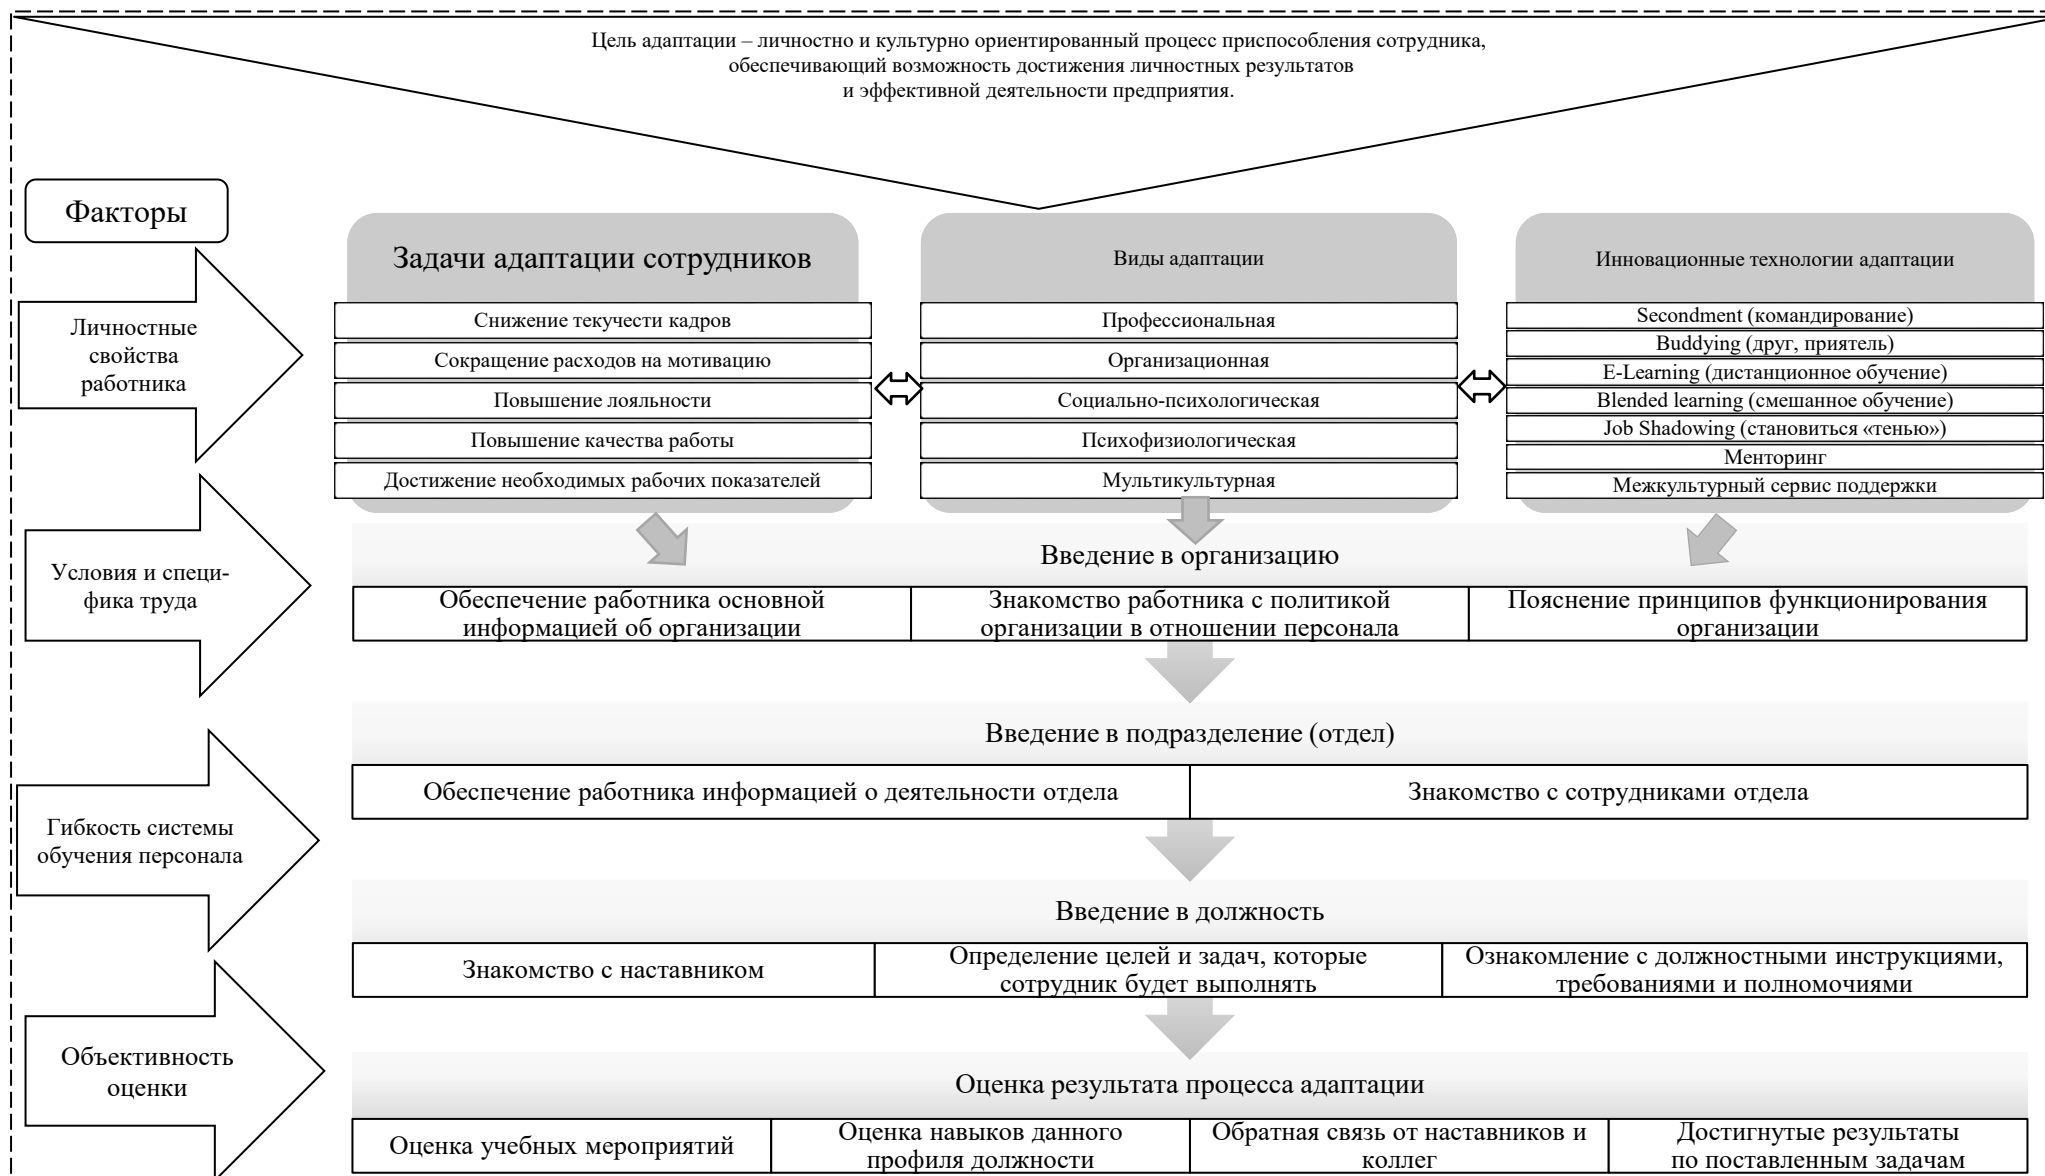 Цель адаптации – личностно и культурно ориентированный процесс приспособления сотрудника,
обеспечивающий возможность достижения личностных результатов
и эффективной деятельности предприятия.
Факторы
Личностные
свойства
работника
Условия и специ-
фика труда
Гибкость системы
обучения персонала
Объективность
оценки
Задачи адаптации сотрудников
Снижение текучести кадров
Сокращение расходов на мотивацию
Повышение лояльности
Повышение качества работы
Достижение необходимых рабочих показателей
Виды адаптации
Профессиональная
Организационная
Социально-психологическая
Психофизиологическая
Мультикультурная
Инновационные технологии адаптации
Secondment (командирование)
Buddying (друг, приятель)
E-Learning (дистанционное обучение)
Blended learning (смешанное обучение)
Job Shadowing (становиться «тенью»)
Менторинг
Межкультурный сервис поддержки
Введение в организацию
Обеспечение работника основной
информацией об организации
Знакомство работника с политикой
организации в отношении персонала
Пояснение принципов функционирования
организации
Введение в подразделение (отдел)
Обеспечение работника информацией о деятельности отдела
Знакомство с сотрудниками отдела
Введение в должность
Знакомство с наставником
Определение целей и задач, которые
сотрудник будет выполнять
Ознакомление с должностными инструкциями,
требованиями и полномочиями
Оценка результата процесса адаптации
Оценка учебных мероприятий
Оценка навыков данного
профиля должности
Обратная связь от наставников и
коллег
Достигнутые результаты
по поставленным задачам